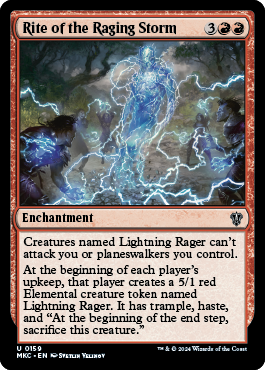 Rite of the Raging Storm 3
Enchantment
Creatures named Lightning Rager can't
attack you or planeswalkers you control.
At the beginning of each player's
upkeep, that player creates a 5/1 red
Elemental creature token named
Lightning Rager. It has trample, haste,
and “At the beginning of the end step,
sacrifice this creature.”
U 0159
MKC • EN Svetlin Velinov
™ & © 2024 Wizards of the Coast